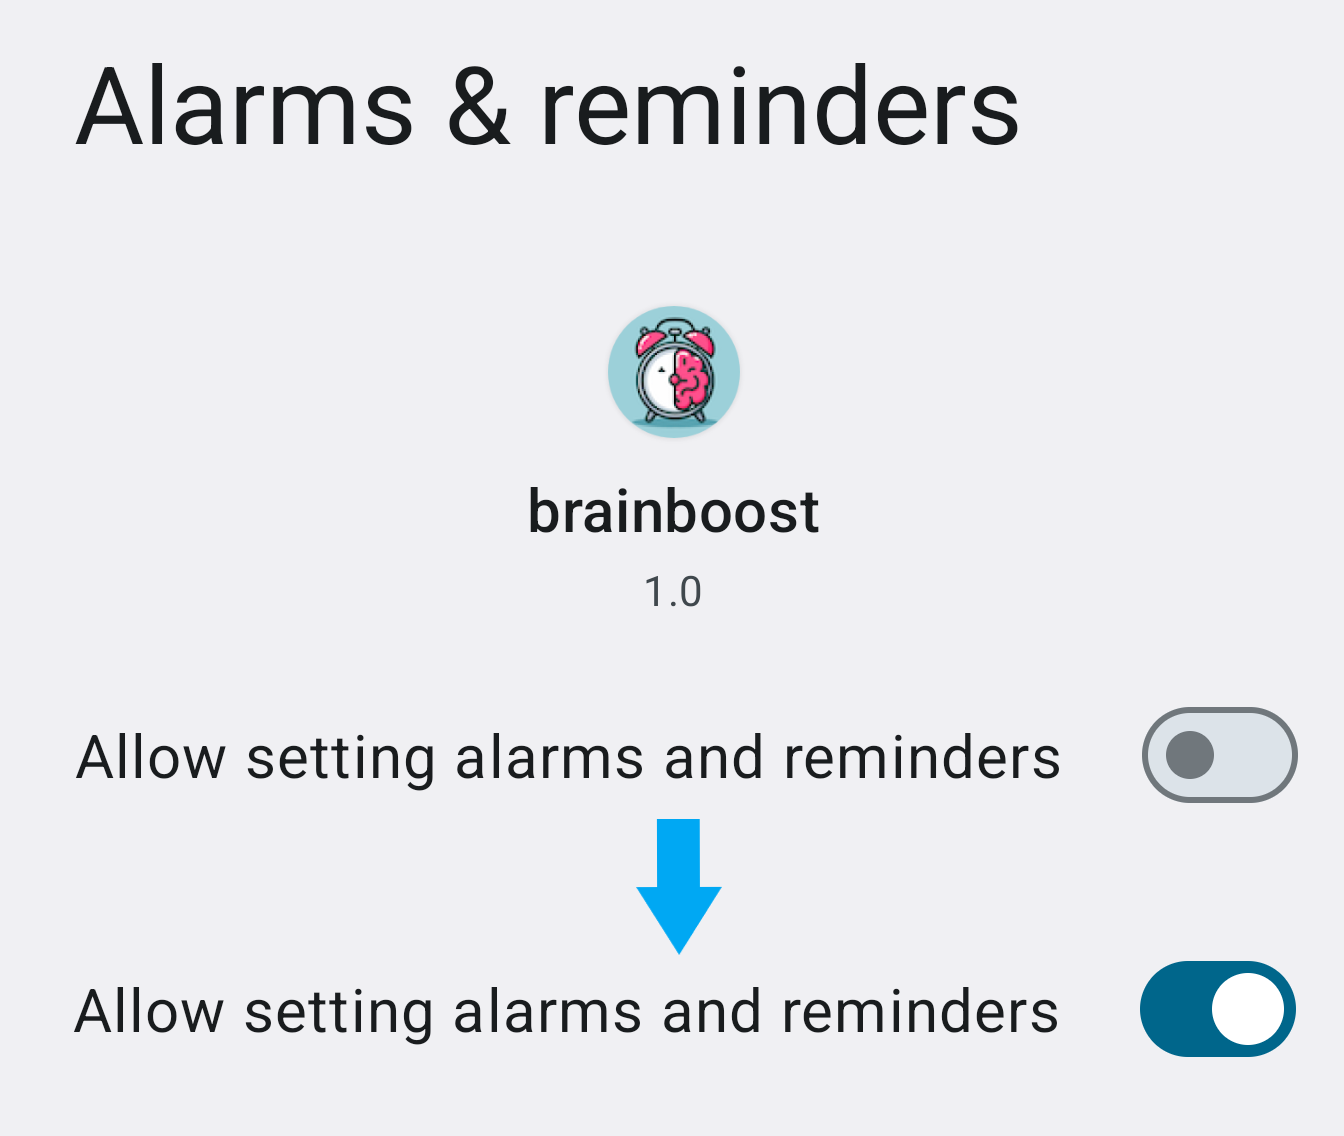 Alarms & reminders
brainboost
1.0
Allow setting alarms and reminders
Allow setting alarms and reminders